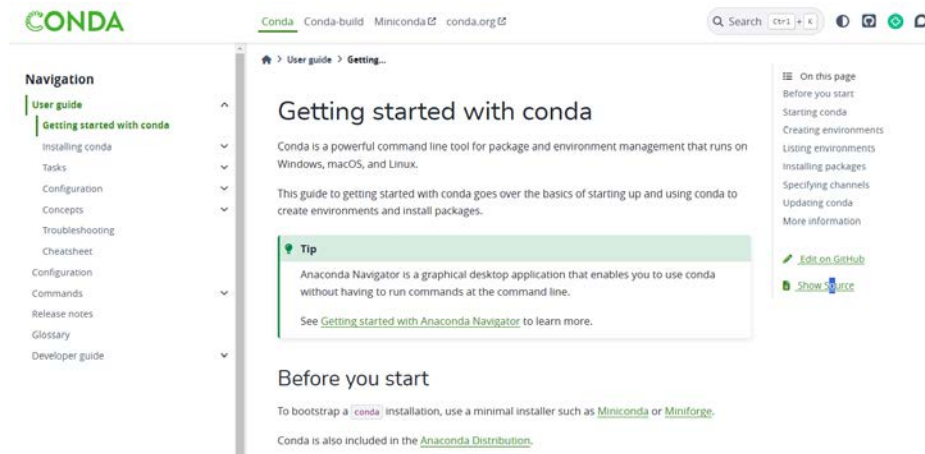 CONDA
Conda Conda-build Miniconda conda.org
Search Ctrl + K
Navigation
User guide
Getting started with conda
Installing conda
Tasks
Configuration
Concepts
Troubleshooting
Cheatsheet
Configuration
Commands
Release notes
Glossary
Developer guide
User guide > Getting...
Getting started with conda
Conda is a powerful command line tool for package and environment management that runs on
Windows, macOS, and Linux.
This guide to getting started with conda goes over the basics of starting up and using conda to
create environments and install packages.
Tip
Anaconda Navigator is a graphical desktop application that enables you to use conda
without having to run commands at the command line.
See Getting started with Anaconda Navigator to learn more.
Before you start
To bootstrap a conda installation, use a minimal installer such as Miniconda or Miniforge.
Conda is also included in the Anaconda Distribution.
On this page
Before you start
Starting conda
Creating environments
Listing environments
Installing packages
Specifying channels
Updating conda
More information
Edit on GitHub
Show Source